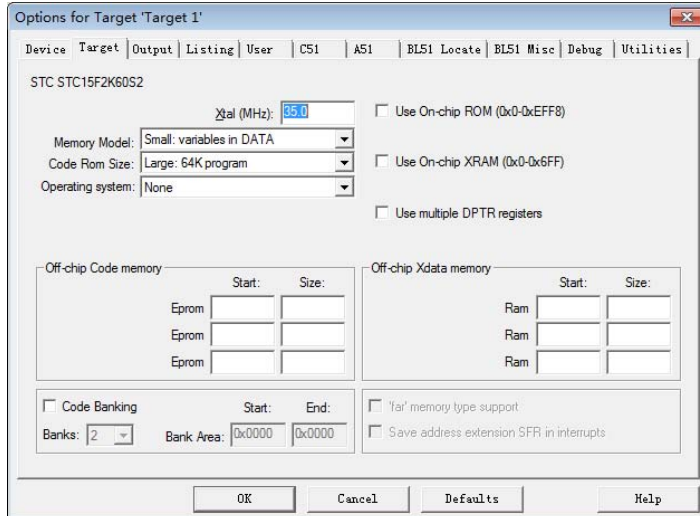 Options for Target 'Target 1'
Device Target Output Listing User C51 A51 BL51 Locate BL51 Misc Debug Utilities
STC STC15F2K60S2
Xtal (MHz): 35.0
Use On-chip ROM (0x0-0xEFF8)
Memory Model: Small: variables in DATA
Code Rom Size: Large: 64K program
Use On-chip XRAM (0x0-0x6FF)
Operating system: None
Use multiple DPTR registers
Off-chip Code memory
Start: Size:
Eprom
Eprom
Eprom
Off-chip Xdata memory
Start: Size:
Ram
Ram
Ram
Code Banking Start: End:
Banks: 2 Bank Area: 0x0000 0x0000
'far' memory type support
Save address extension SFR in interrupts
OK Cancel Defaults Help